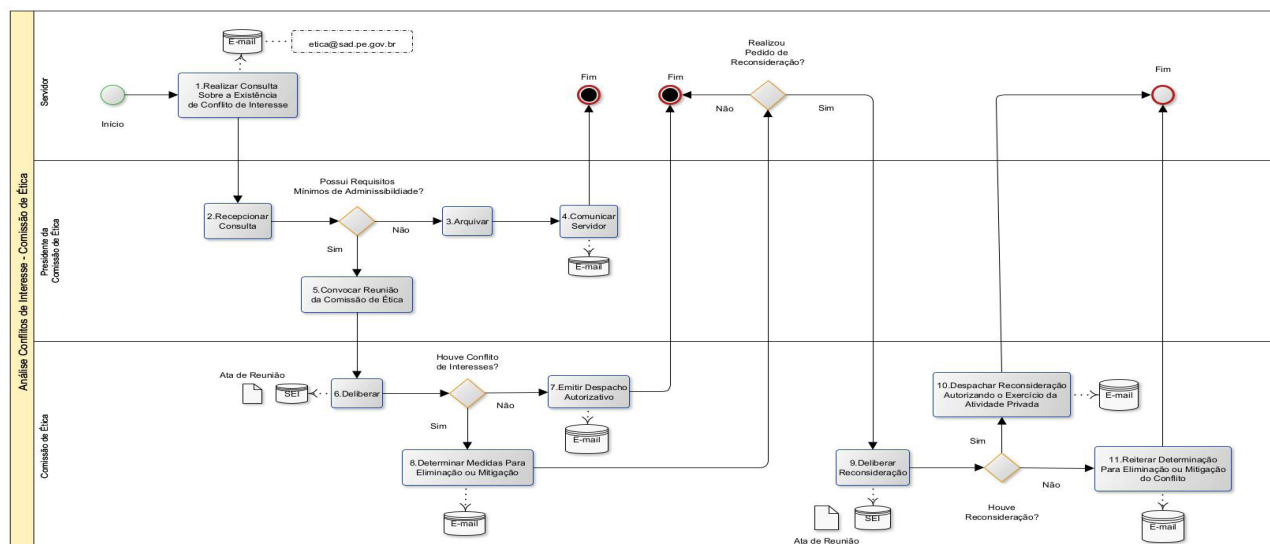 Análise Conflitos de Interesse - Comissão de Ética
Servidor
Início
1.Realizar Consulta
Sobre a Existência
de Conflito de Interesse
E-mail
etica@sad.pe.gov.br
Fim
Fim
Realizou
Pedido de
Reconsideração?
Não
Sim
Fim
Presidente da
Comissão de Ética
2.Recepcionar
Consulta
Possui Requisitos
Mínimos de Adminissibildiade?
Não
Sim
3.Arquivar
4.Comunicar
Servidor
E-mail
5.Convocar Reunião
da Comissão de Ética
Comissão de Ética
Ata de Reunião
SEI
6.Deliberar
Houve Conflito
de Interesses?
Não
Sim
7.Emitir Despacho
Autorizativo
E-mail
8.Determinar Medidas Para
Eliminação ou Mitigação
E-mail
9.Deliberar
Reconsideração
SEI
Ata de Reunião
Houve
Reconsideração?
Sim
Não
10.Despachar Reconsideração
Autorizando o Exercício da
Atividade Privada
E-mail
11.Reiterar Determinação
Para Eliminação ou Mitigação
do Conflito
E-mail